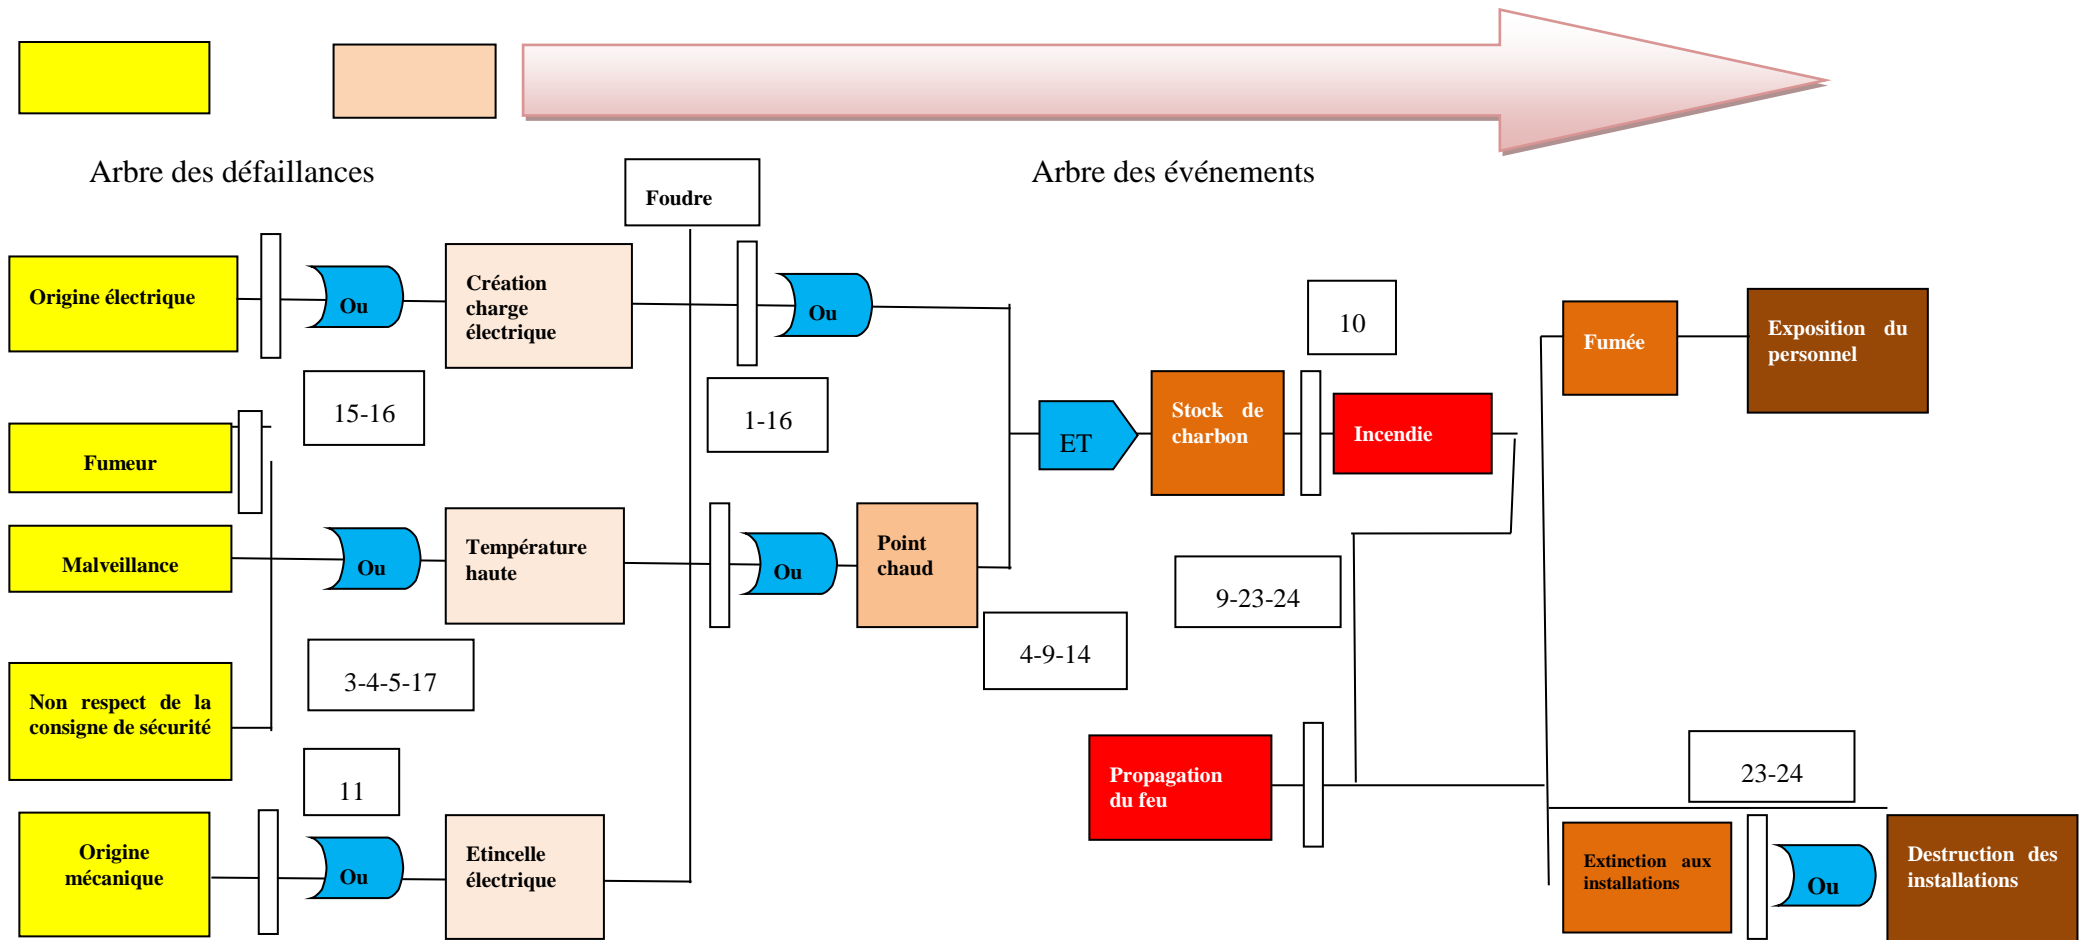 Arbre des défaillances
Arbre des événements
Foudre
Origine électrique
Ou
Création
charge
électrique
Ou
10
Fumée
Exposition du
personnel
15-16
1-16
Fumeur
ET
Stock de
charbon
Incendie
Malveillance
Ou
Température
haute
Ou
Point
chaud
9-23-24
3-4-5-17
4-9-14
Non respect de la
consigne de sécurité
11
Propagation
du feu
23-24
Origine
mécanique
Ou
Etincelle
électrique
Extinction aux
installations
Ou
Destruction des
installations